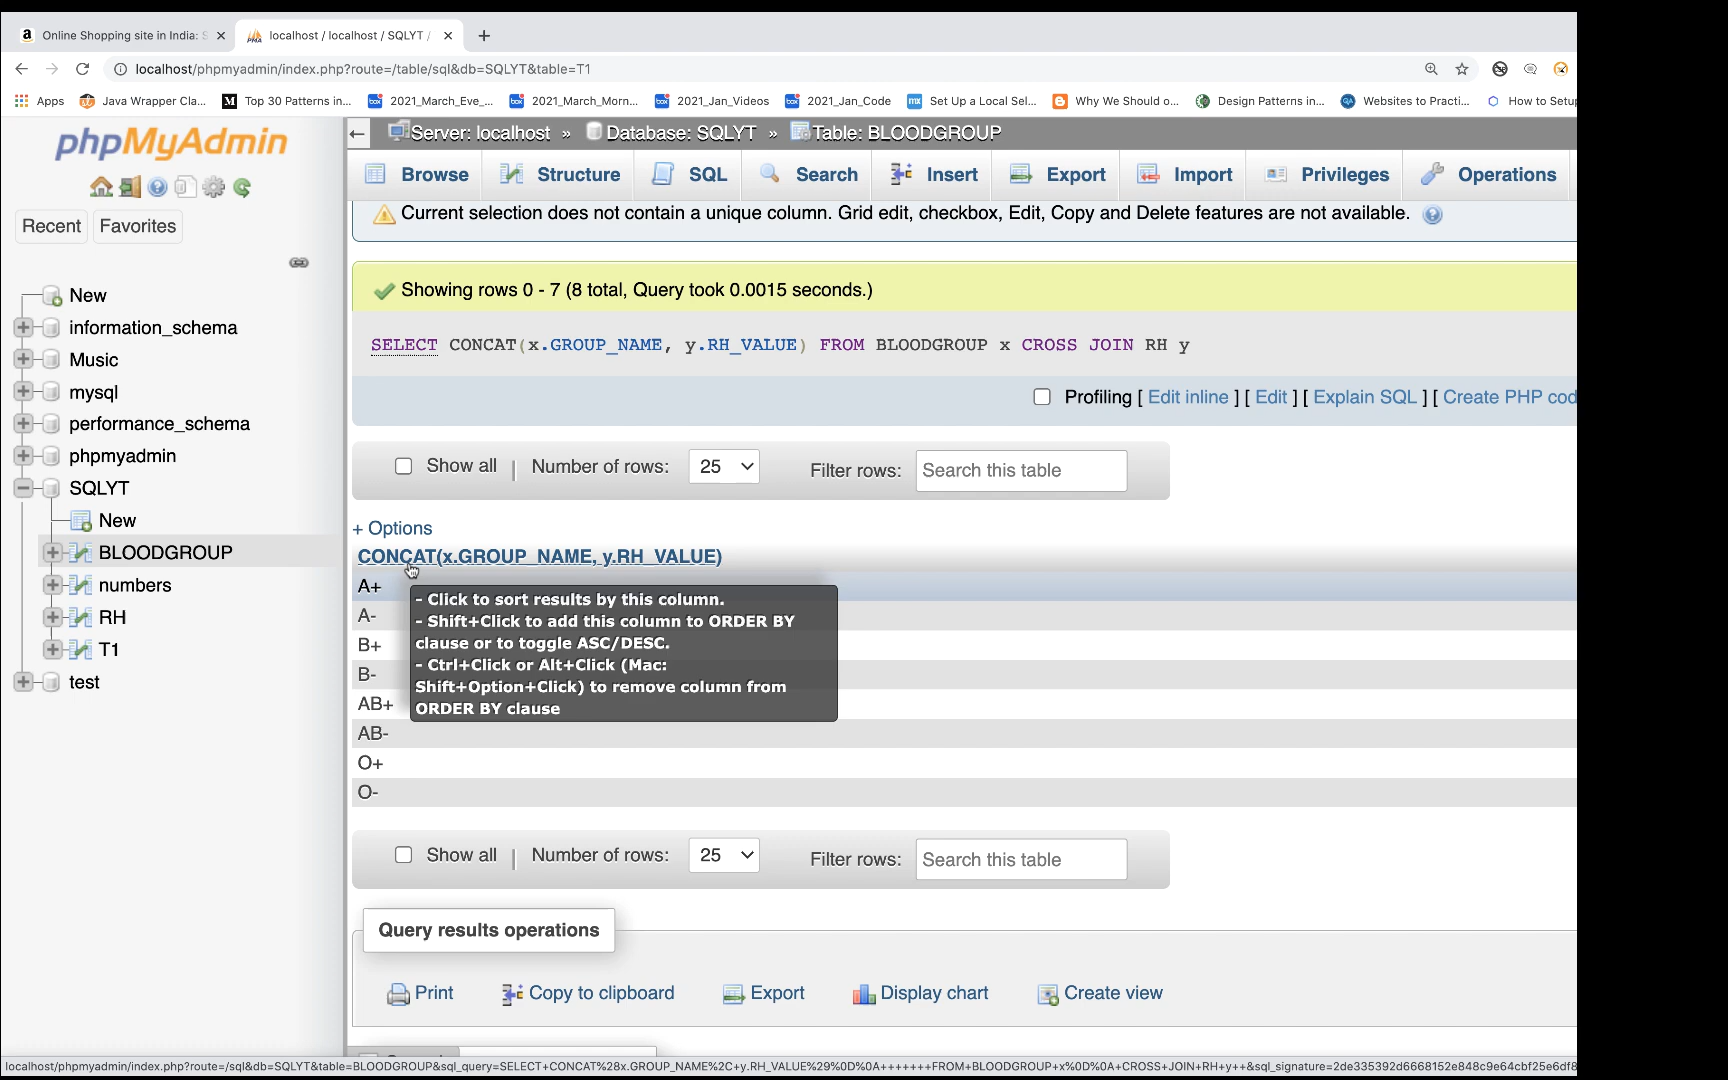 Online Shopping site in India: S
localhost / localhost / SQLYT /
localhost/phpmyadmin/index.php?route=/table/sql&db=SQLYT&table=T1
Apps
Java Wrapper Cla...
Top 30 Patterns in...
2021_March_Eve_...
2021_March_Morn...
2021_Jan_Videos
2021_Jan_Code
Set Up a Local Sel...
Why We Should o...
Design Patterns in...
Websites to Practi...
How to Setup
phpMyAdmin
Recent
Favorites
New
information_schema
Music
mysql
performance_schema
phpmyadmin
SQLYT
New
BLOODGROUP
numbers
RH
T1
test
Server: localhost » Database: SQLYT » Table: BLOODGROUP
Browse
Structure
SQL
Search
Insert
Export
Import
Privileges
Operations
Current selection does not contain a unique column. Grid edit, checkbox, Edit, Copy and Delete features are not available.
Showing rows 0 - 7 (8 total, Query took 0.0015 seconds.)
SELECT CONCAT(x.GROUP_NAME, y.RH_VALUE) FROM BLOODGROUP x CROSS JOIN RH y
Profiling [ Edit inline ] [ Edit ] [ Explain SQL ] [ Create PHP cod
Show all | Number of rows: 25 Filter rows: Search this table
+ Options
CONCAT(x.GROUP_NAME, y.RH_VALUE)
A+
A-
B+
B-
AB+
AB-
O+
O-
- Click to sort results by this column.
- Shift+Click to add this column to ORDER BY
clause or to toggle ASC/DESC.
- Ctrl+Click or Alt+Click (Mac:
Shift+Option+Click) to remove column from
ORDER BY clause
Show all | Number of rows: 25 Filter rows: Search this table
Query results operations
Print
Copy to clipboard
Export
Display chart
Create view
localhost/phpmyadmin/index.php?route=/sql&db=SQLYT&table=BLOODGROUP&sql_query=SELECT+CONCAT%28x.GROUP_NAME%2C+y.RH_VALUE%29%0D%0A+++++++FROM+BLOODGROUP+x%0D%0A+CROSS+JOIN+RH+y++&sql_signature=2de335392d6668152e848c9e64cbf25e6df8